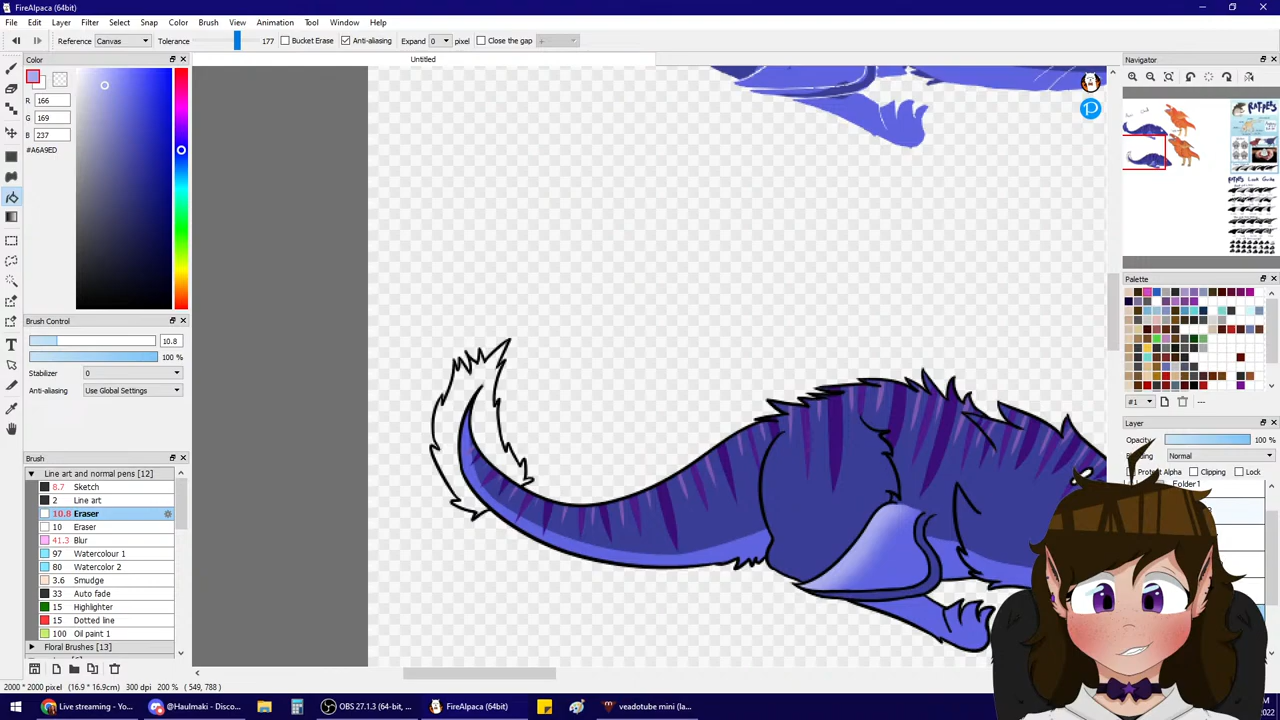 FireAlpaca (64bit)
File Edit Layer Filter Select Snap Color Brush View Animation Tool Window Help
Reference Canvas Tolerance 177 Bucket Erase Anti-aliasing Expand 0 pixel Close the gap
Untitled
Color
R 166
G 169
B 237
#A6A9ED
Brush Control
10.8
100 %
Stabilizer 0
Anti-aliasing Use Global Settings
Brush
Line art and normal pens [12]
8.7 Sketch
2 Line art
10.8 Eraser
10 Eraser
41.3 Blur
97 Watercolour 1
80 Watercolor 2
3.6 Smudge
33 Auto fade
15 Highlighter
15 Dotted line
100 Oil paint 1
Floral Brushes [13]
Navigator
Palette
#1
Layer
Opacity 100 %
Blending Normal
Protect Alpha Clipping Lock
Folder1
2000 * 2000 pixel (16.9 * 16.9cm) 300 dpi 200 % ( 549, 788 )
Live streaming - Yo... @Haulmaki - Disco... OBS 27.1.3 (64-bit, ... FireAlpaca (64bit) veadotube mini (la...